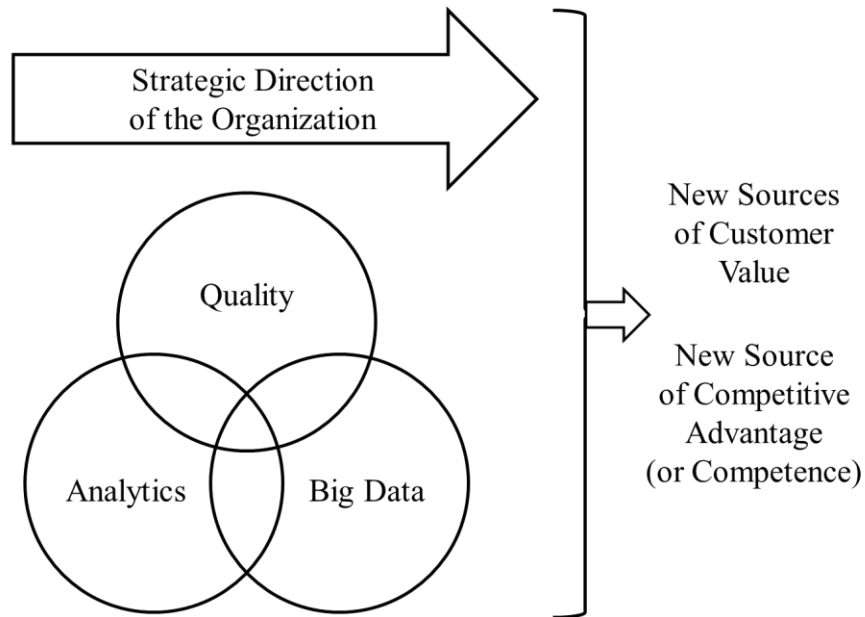 Strategic Direction
of the Organization
Quality
Analytics
Big Data
New Sources
of Customer
Value
New Source
of Competitive
Advantage
(or Competence)